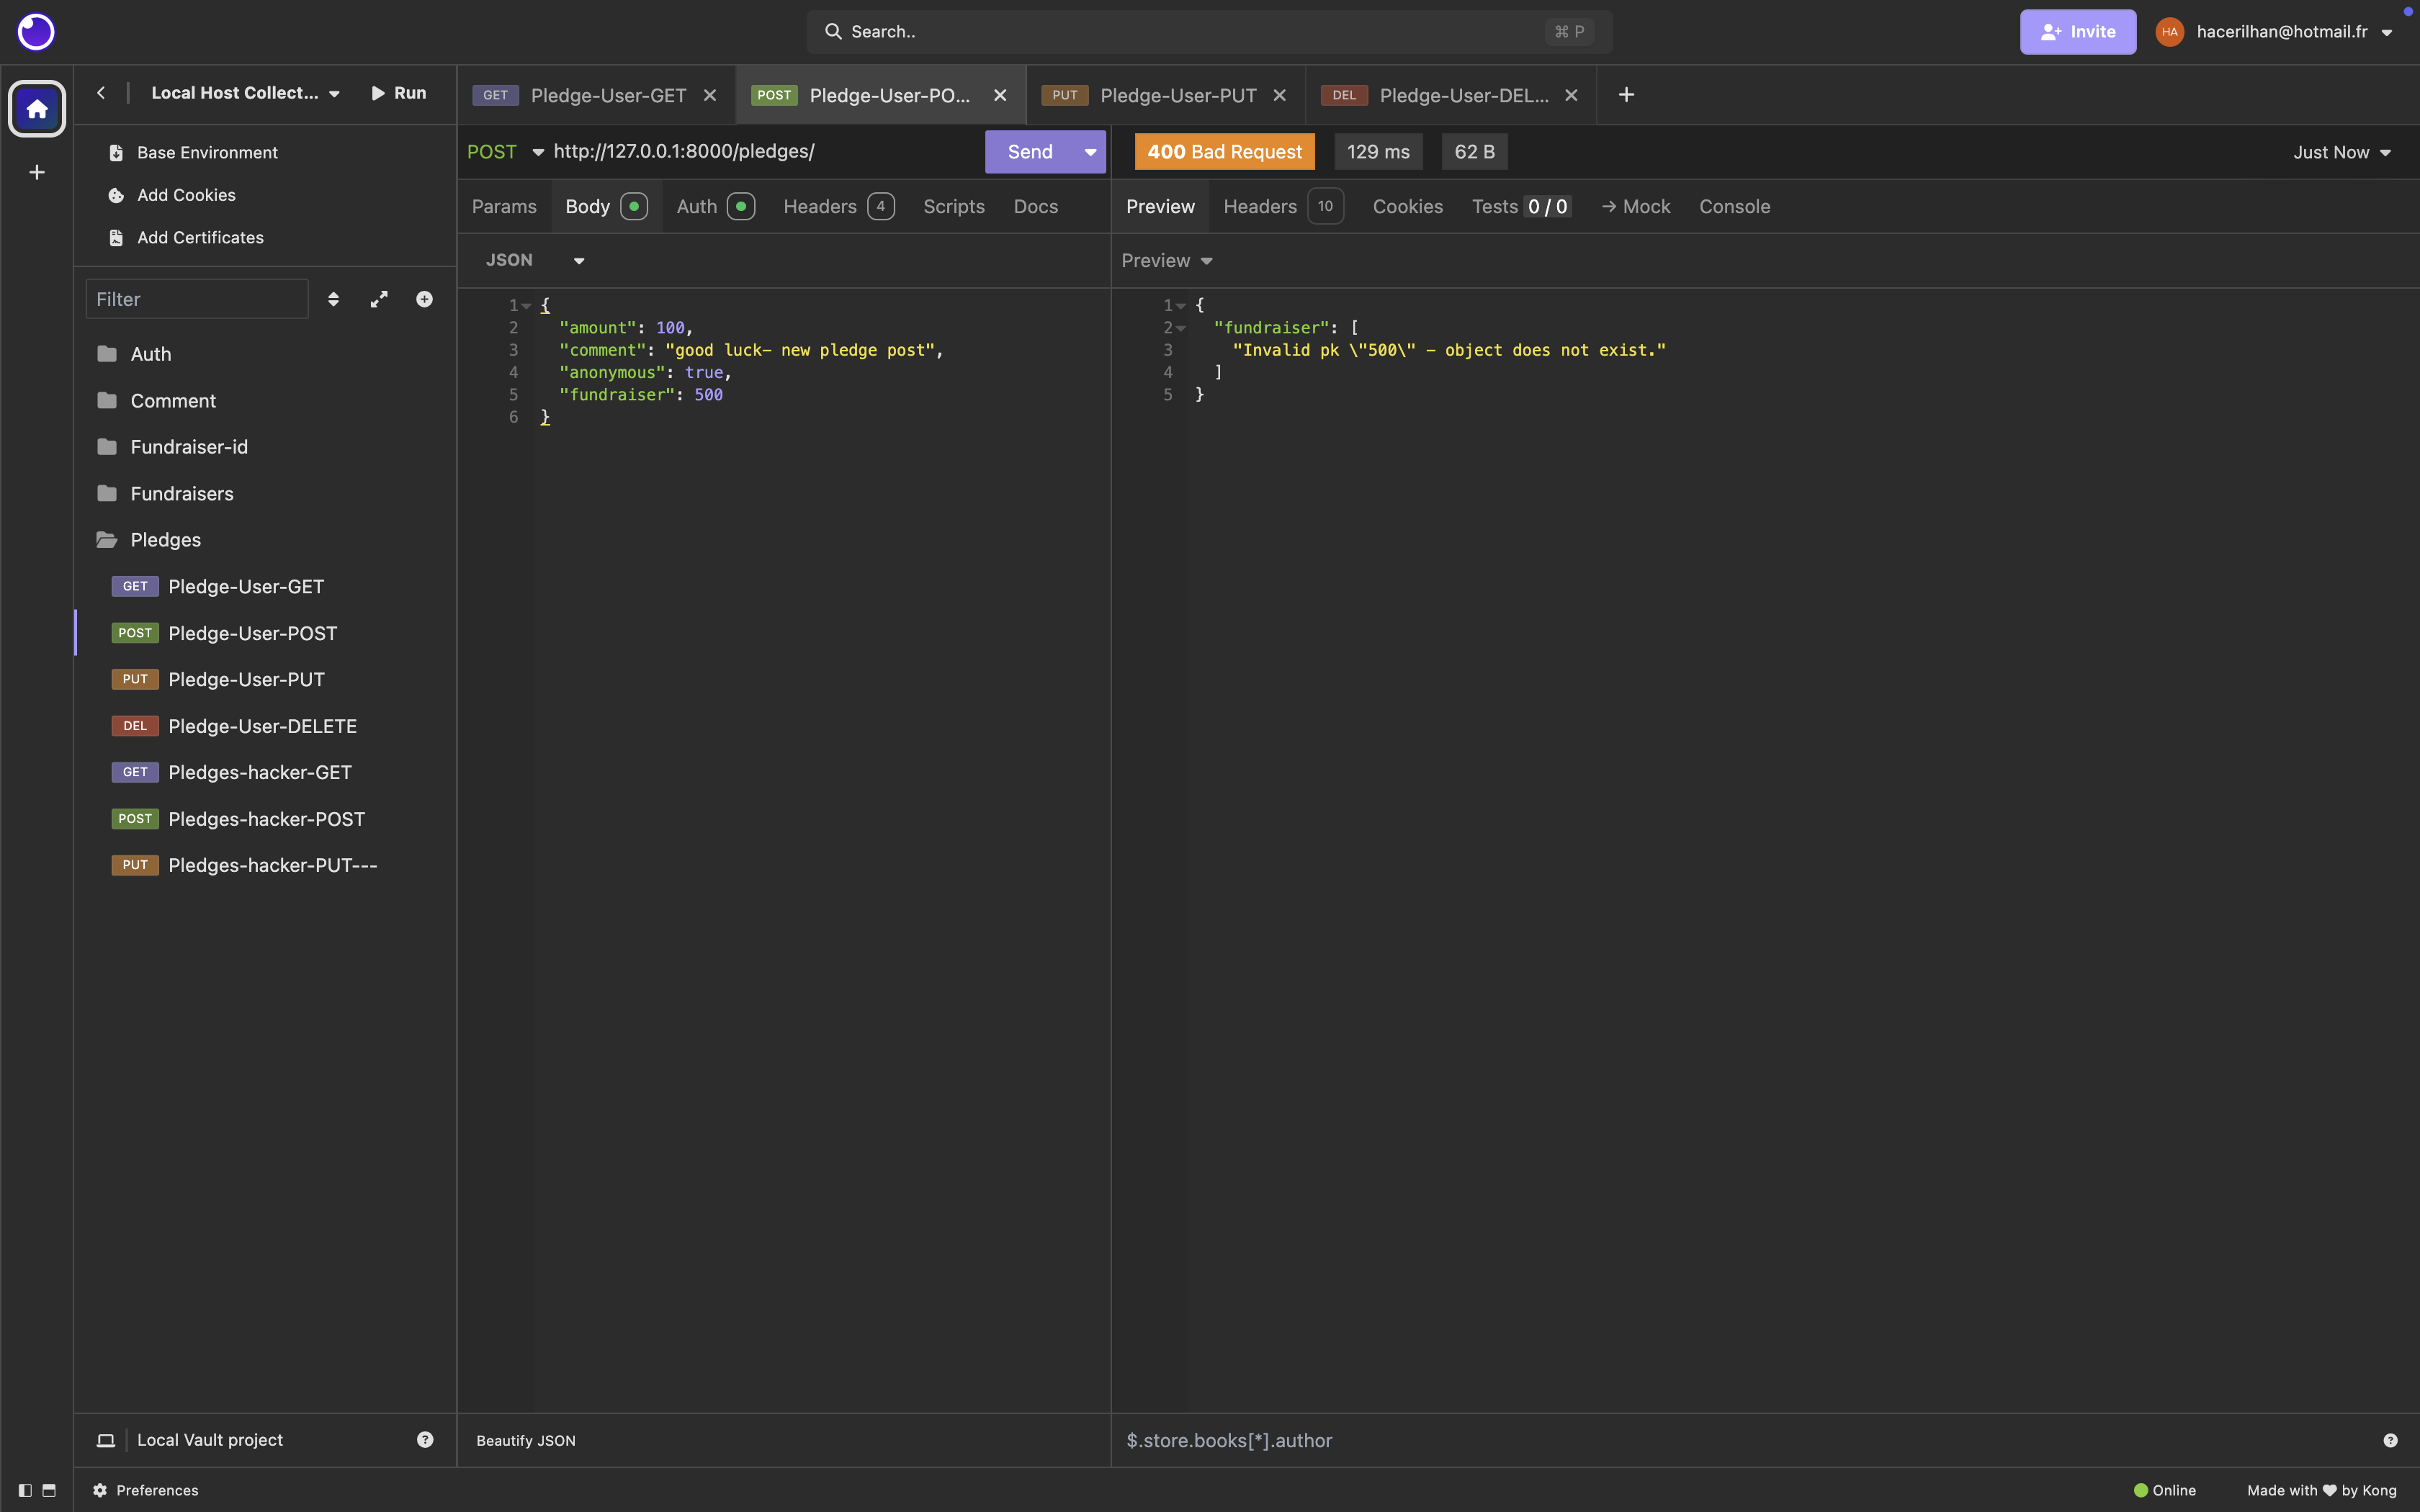 Search..
⌘ P
Invite
HA
hacerilhan@hotmail.fr
Local Host Collect...
Run
GET Pledge-User-GET
POST Pledge-User-PO...
PUT Pledge-User-PUT
DEL Pledge-User-DEL...
Base Environment
Add Cookies
Add Certificates
Filter
Auth
Comment
Fundraiser-id
Fundraisers
Pledges
GET Pledge-User-GET
POST Pledge-User-POST
PUT Pledge-User-PUT
DEL Pledge-User-DELETE
GET Pledges-hacker-GET
POST Pledges-hacker-POST
PUT Pledges-hacker-PUT---
POST http://127.0.0.1:8000/pledges/
Send
Params Body Auth Headers 4 Scripts Docs
JSON
1 {
2 "amount": 100,
3 "comment": "good luck- new pledge post",
4 "anonymous": true,
5 "fundraiser": 500
6 }
400 Bad Request 129 ms 62 B Just Now
Preview Headers 10 Cookies Tests 0 / 0 → Mock Console
Preview
1 {
2 "fundraiser": [
3 "Invalid pk \"500\" - object does not exist."
4 ]
5 }
Local Vault project
Beautify JSON
$.store.books[*].author
Preferences
Online
Made with ♥ by Kong